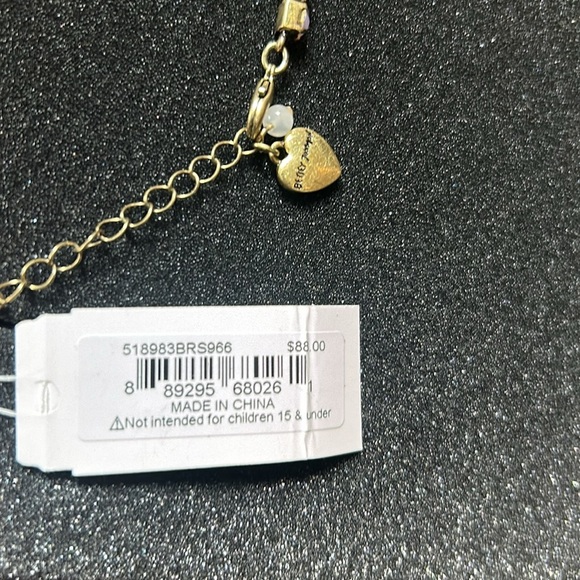 518983BRS966 $88.00
8 89295 68026 1
MADE IN CHINA
⚠Not intended for children 15 & under